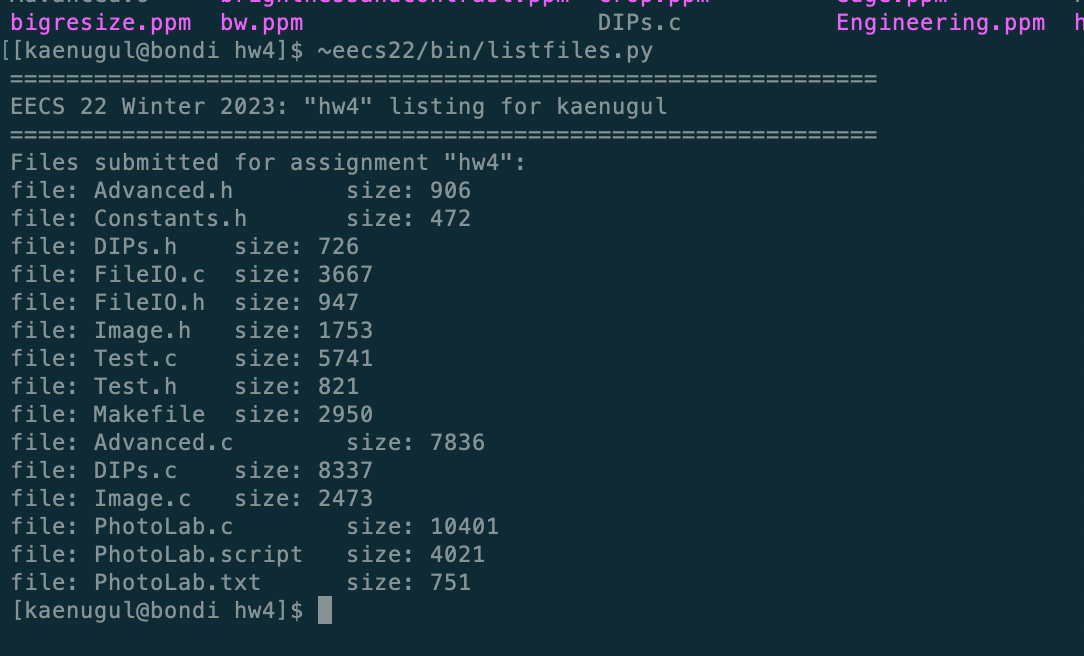 bigresize.ppm bw.ppm DIPs.c Engineering.ppm
[[kaenugul@bondi hw4]$ ~eecs22/bin/listfiles.py
==============================================================
EECS 22 Winter 2023: "hw4" listing for kaenugul
==============================================================
Files submitted for assignment "hw4":
file: Advanced.h size: 906
file: Constants.h size: 472
file: DIPs.h size: 726
file: FileIO.c size: 3667
file: FileIO.h size: 947
file: Image.h size: 1753
file: Test.c size: 5741
file: Test.h size: 821
file: Makefile size: 2950
file: Advanced.c size: 7836
file: DIPs.c size: 8337
file: Image.c size: 2473
file: PhotoLab.c size: 10401
file: PhotoLab.script size: 4021
file: PhotoLab.txt size: 751
[kaenugul@bondi hw4]$